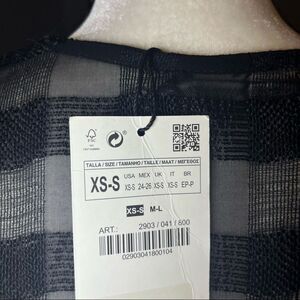 FSC
TALLA / SIZE / TAMANHO / TAILLE / MAAT / ΜΕΓΕΘΟΣ
XS-S
USA MEX UK IT BR
XS-S 24-26 XS-S XS-S EP-P
XS-S M-L
ART.: 2903 / 041 / 800
02903041800104